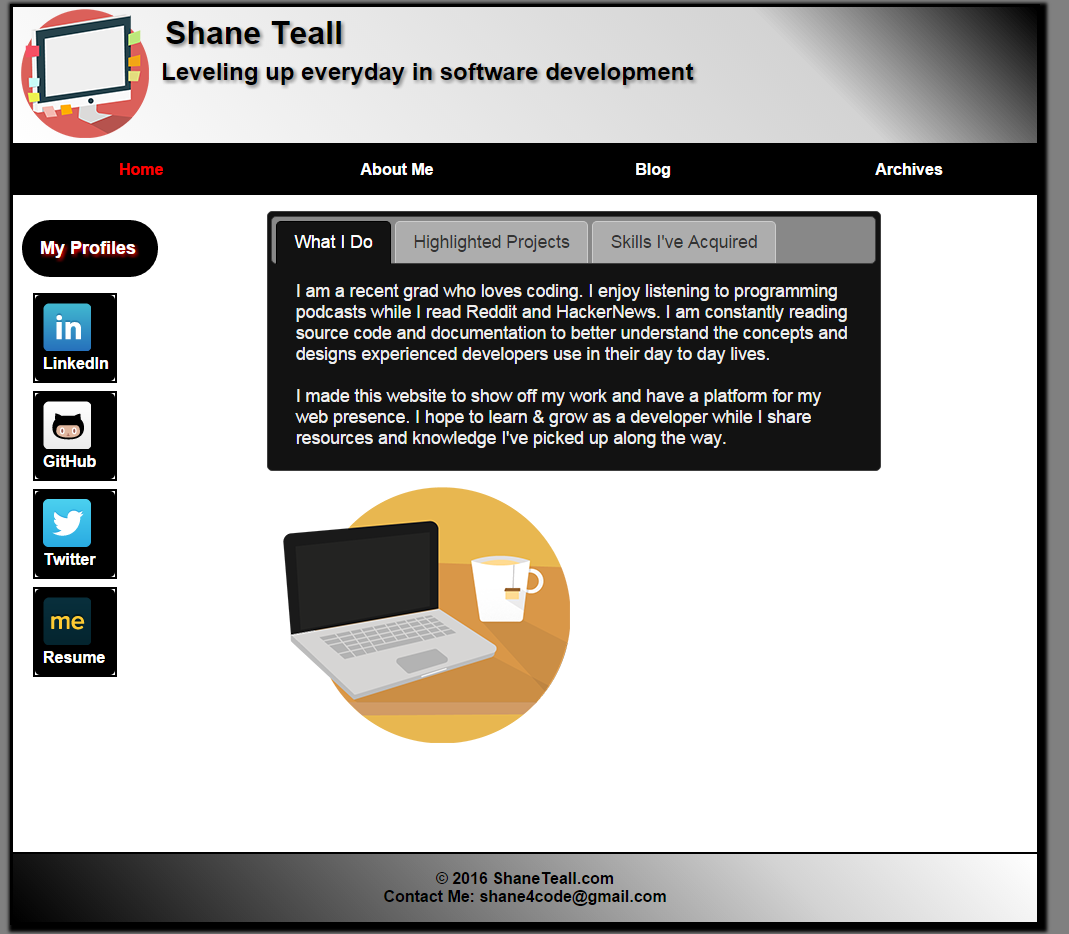 Shane Teall
Leveling up everyday in software development
Home
About Me
Blog
Archives
My Profiles
in
LinkedIn
GitHub
Twitter
me
Resume
What I Do
Highlighted Projects
Skills I've Acquired
I am a recent grad who loves coding. I enjoy listening to programming
podcasts while I read Reddit and HackerNews. I am constantly reading
source code and documentation to better understand the concepts and
designs experienced developers use in their day to day lives.
I made this website to show off my work and have a platform for my
web presence. I hope to learn & grow as a developer while I share
resources and knowledge I've picked up along the way.
© 2016 ShaneTeall.com
Contact Me: shane4code@gmail.com